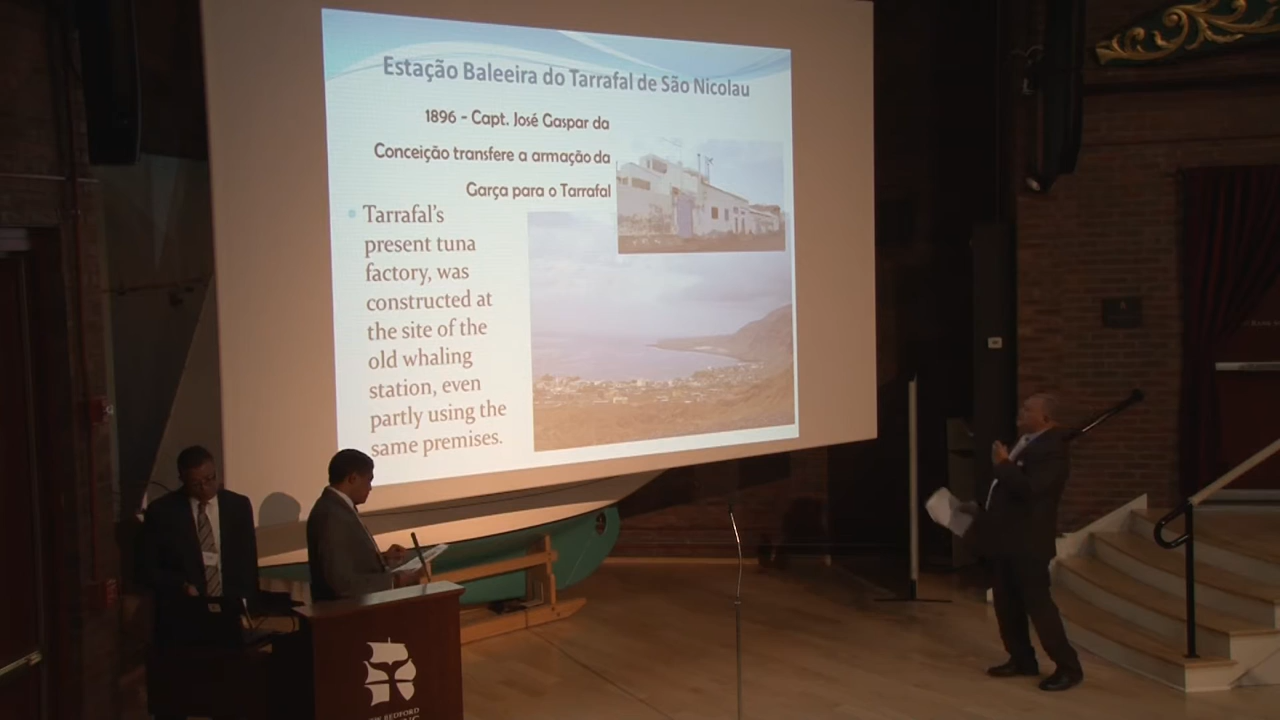 Estação Baleeira do Tarrafal de São Nicolau
1896 - Capt. José Gaspar da
Conceição transfere a armação da
Garça para o Tarrafal
Tarrafal's
present tuna
factory, was
constructed at
the site of the
old whaling
station, even
partly using the
same premises.
BEDFORD